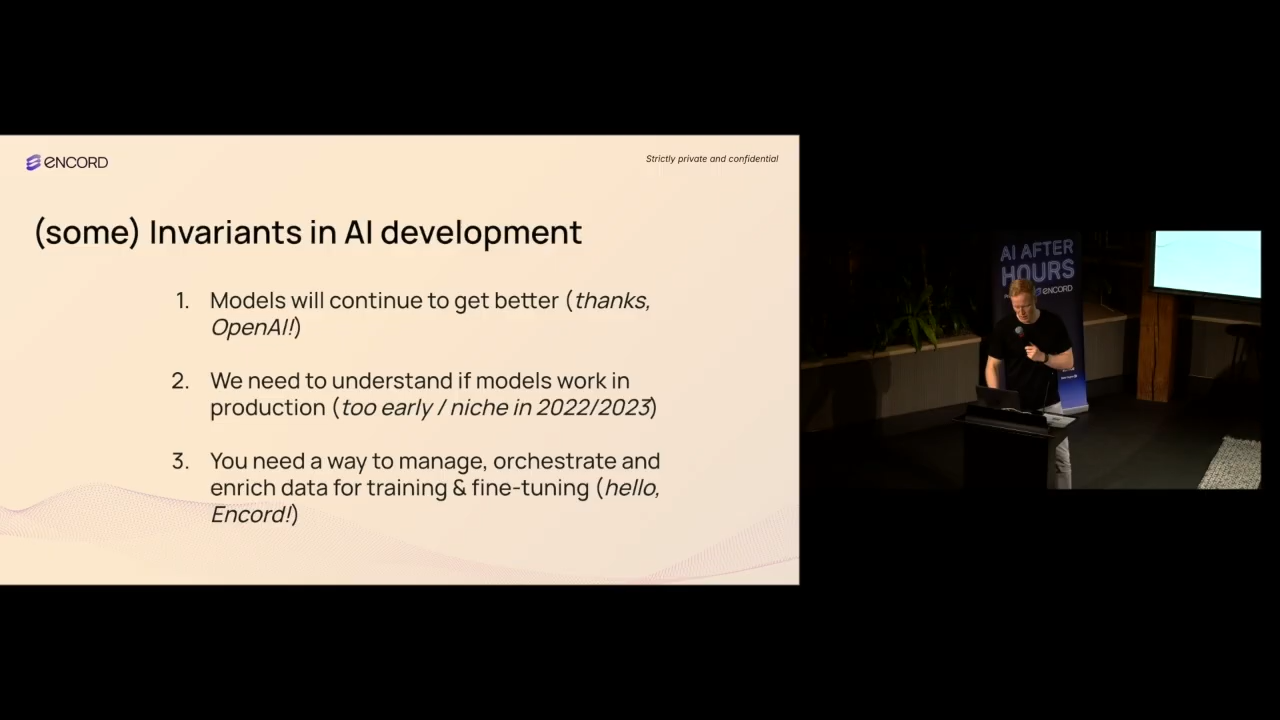 ENCORD
Strictly private and confidential
(some) Invariants in AI development
1. Models will continue to get better (thanks,
OpenAI!)
2. We need to understand if models work in
production (too early / niche in 2022/2023)
3. You need a way to manage, orchestrate and
enrich data for training & fine-tuning (hello,
Encord!)
AI AFTER
HOURS
ENCORD